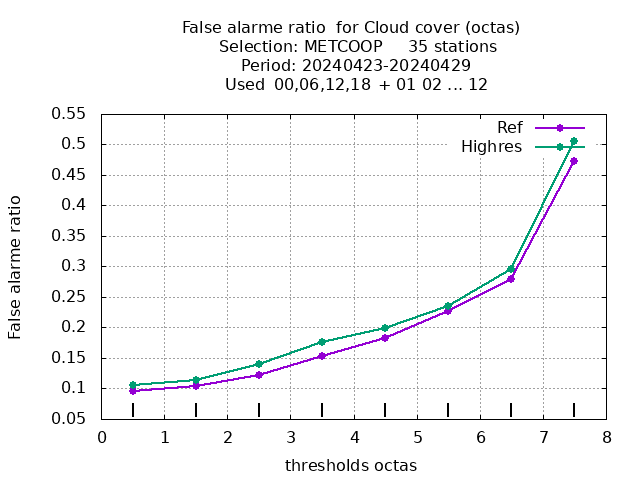 False alarme ratio  for Cloud cover (octas)
Selection: METCOOP     35 stations
Period: 20240423-20240429
Used  00,06,12,18 + 01 02 ... 12
Ref
Highres
0.55
0.5
0.45
0.4
0.35
0.3
0.25
0.2
0.15
0.1
0.05
False alarme ratio
0 1 2 3 4 5 6 7 8
thresholds octas